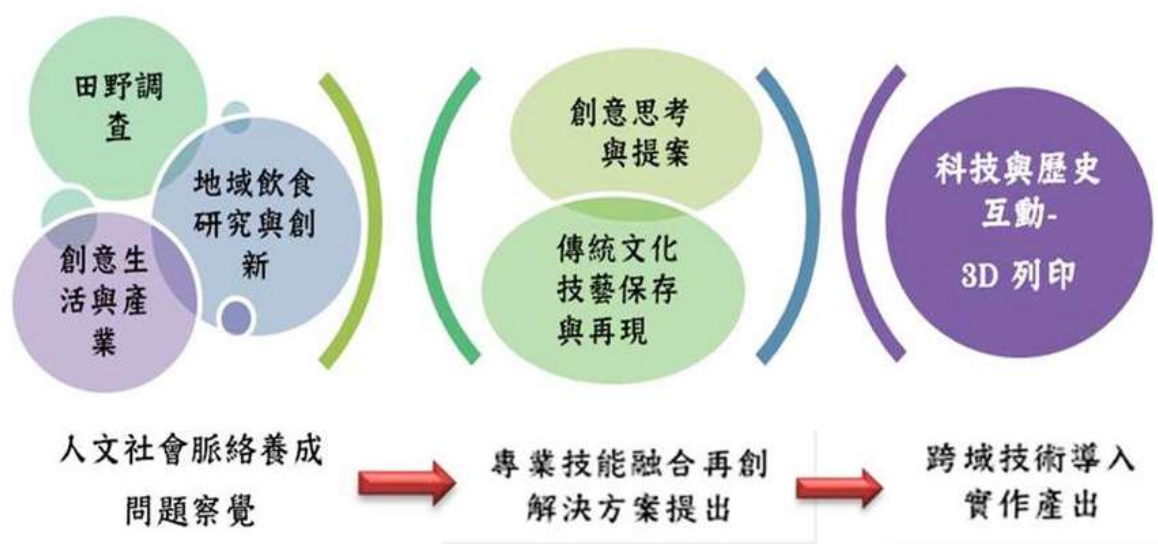 田野調
查
地域飲食
研究與創
新
創意生
活與產
業
創意思考
與提案
傳統文化
技藝保存
與再現
科技與歷史
互動-
3D 列印
人文社會脈絡養成
問題察覺
專業技能融合再創
解決方案提出
跨域技術導入
實作產出